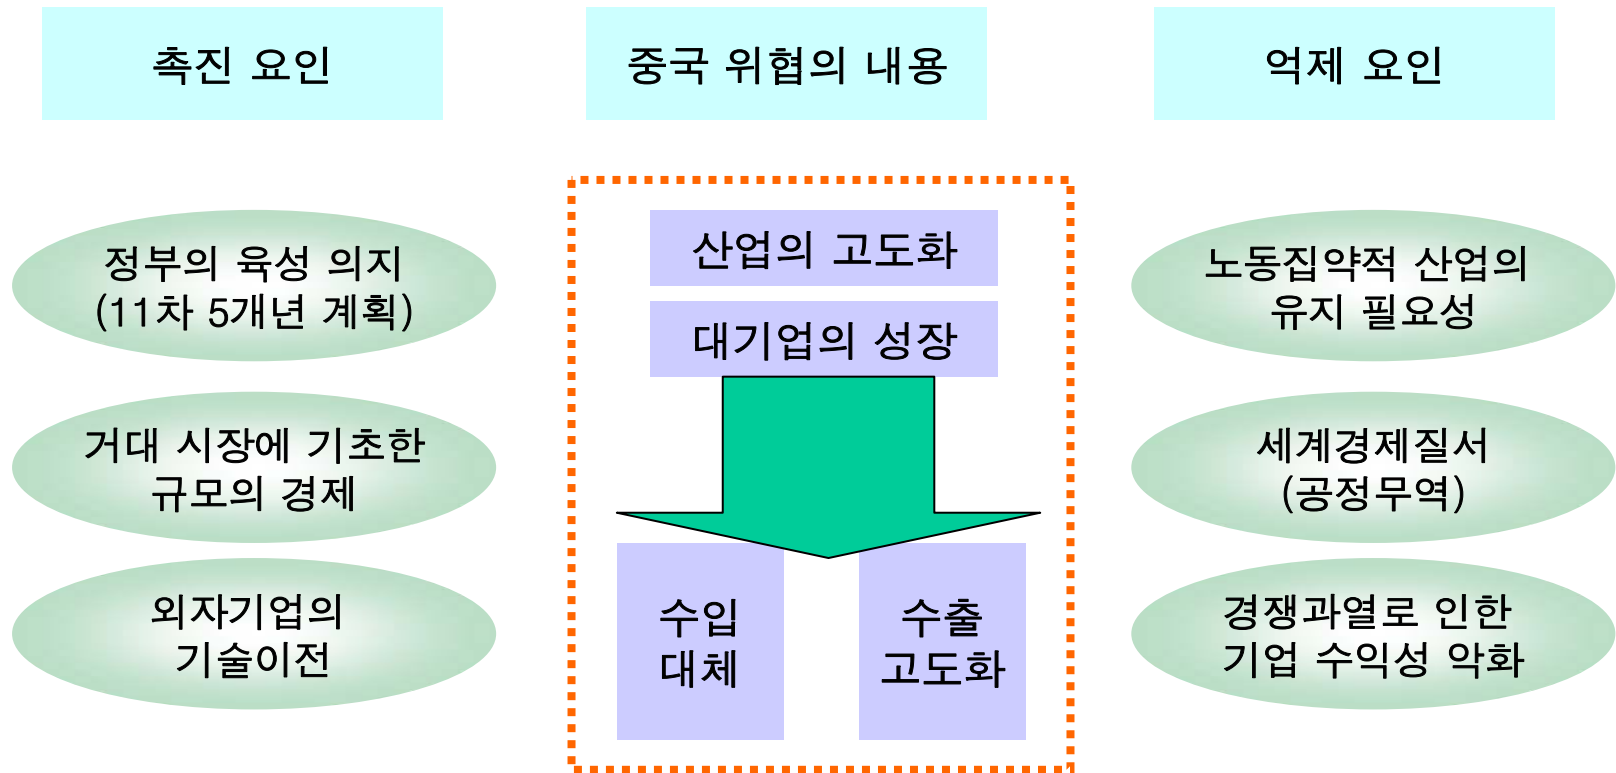 촉진 요인
중국 위협의 내용
억제 요인
정부의 육성 의지
(11차 5개년 계획)
거대 시장에 기초한
규모의 경제
외자기업의
기술이전
산업의 고도화
대기업의 성장
수입
대체
수출
고도화
노동집약적 산업의
유지 필요성
세계경제질서
(공정무역)
경쟁과열로 인한
기업 수익성 악화